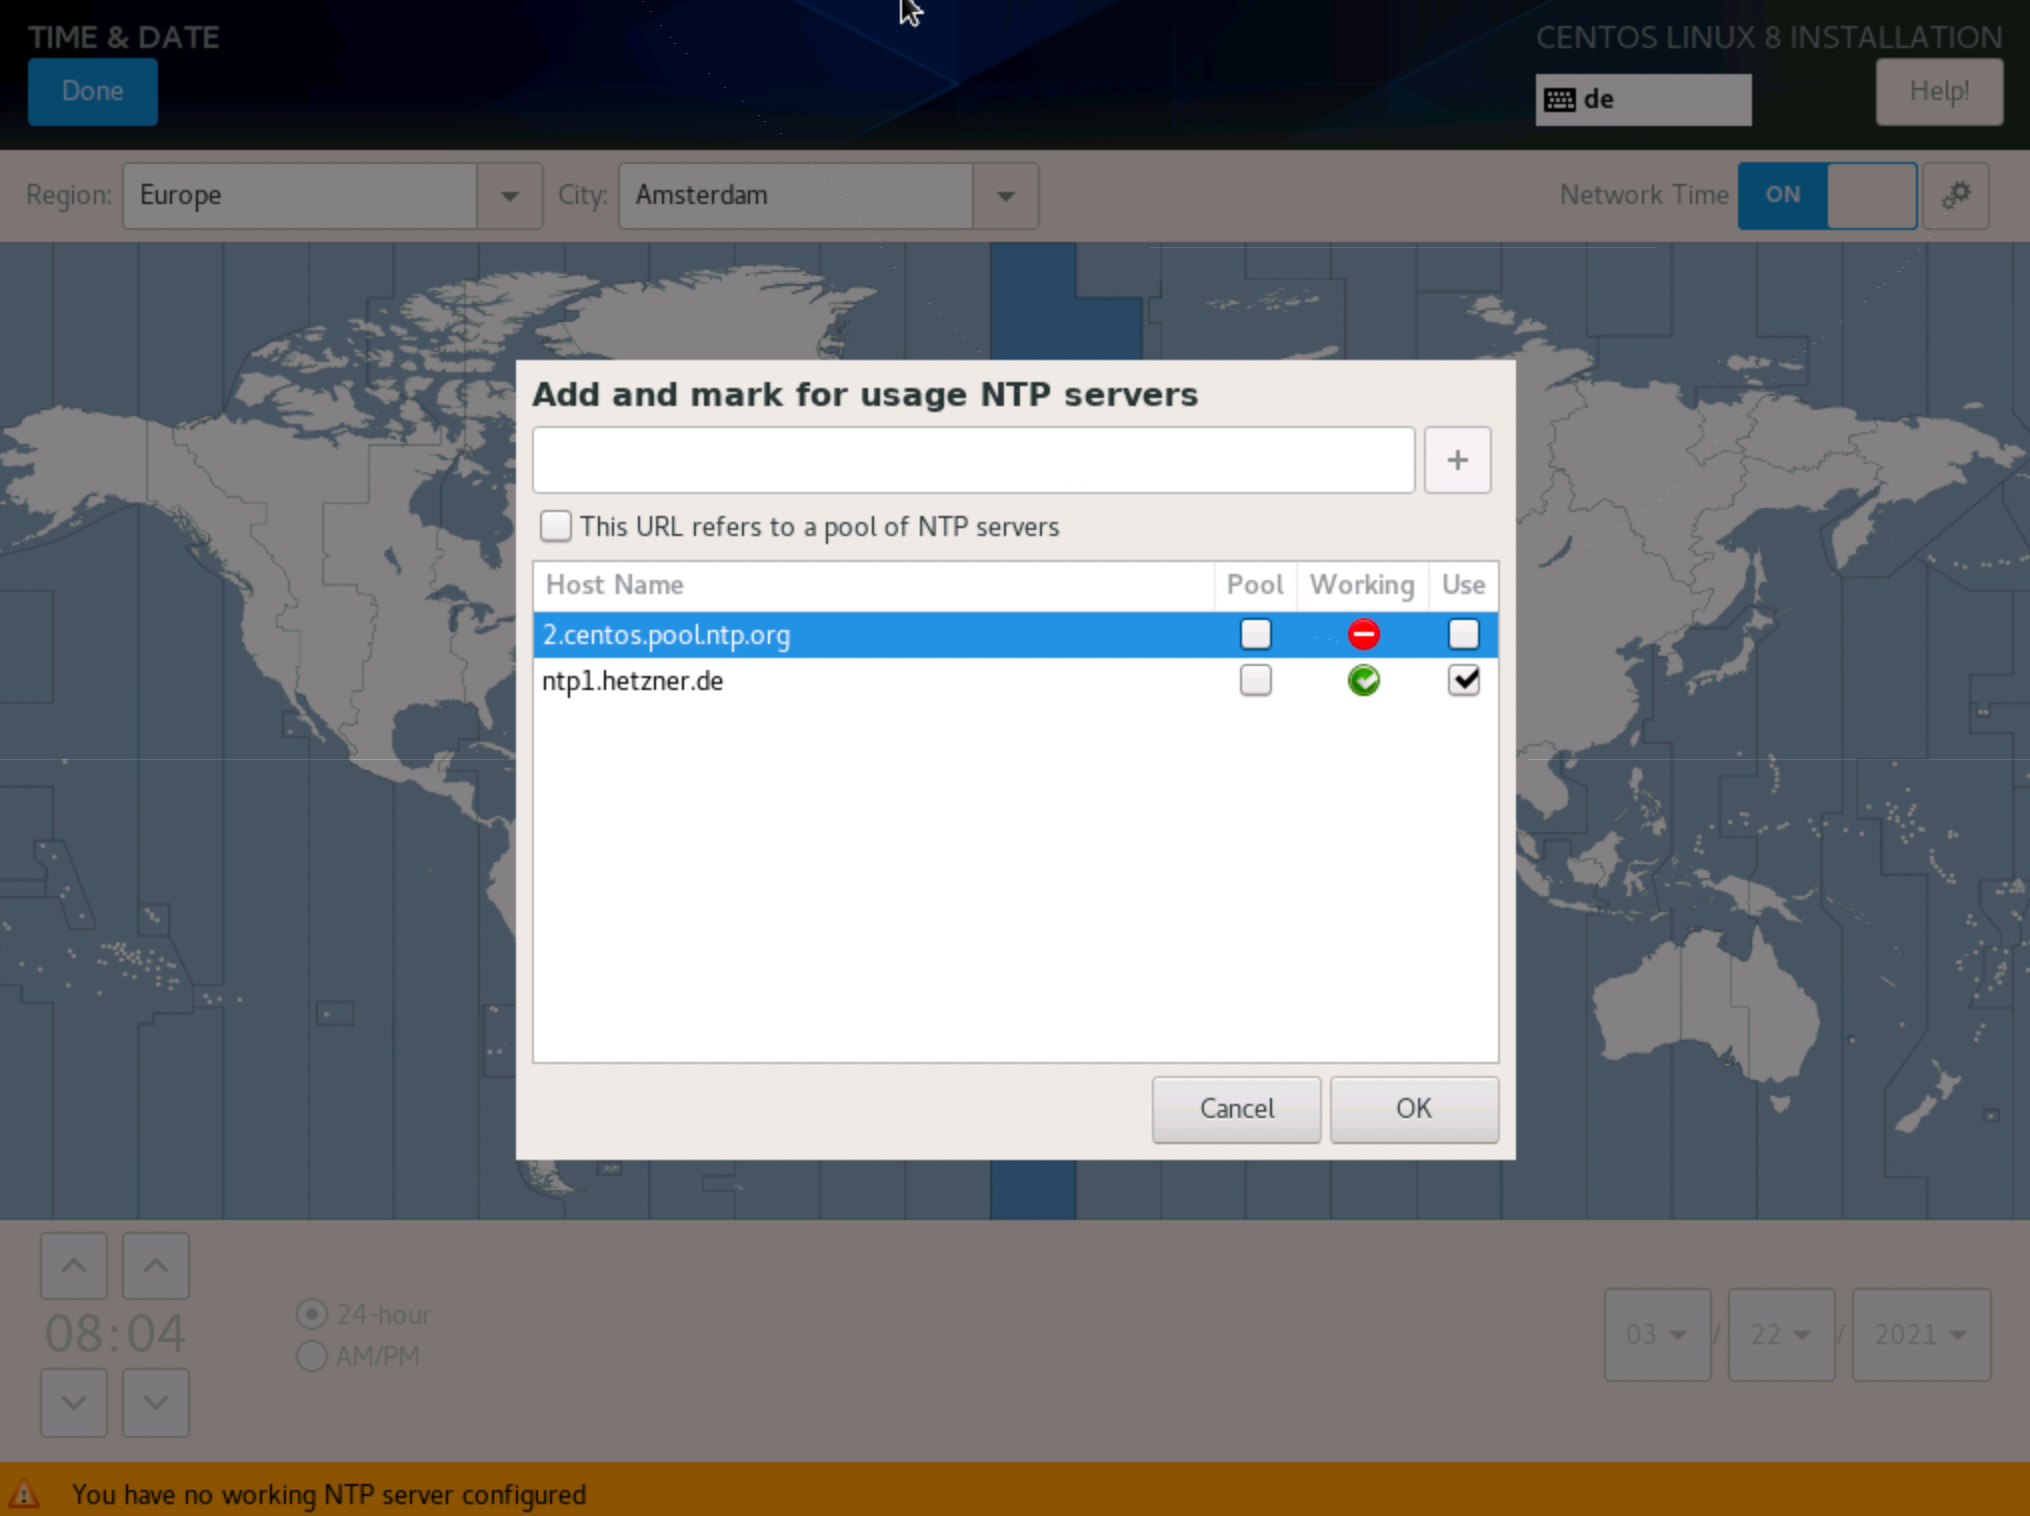 TIME & DATE
CENTOS LINUX 8 INSTALLATION
Done
de
Help!
Region:
Europe
City:
Amsterdam
Network Time
ON
Add and mark for usage NTP servers
+
This URL refers to a pool of NTP servers
Host Name Pool Working Use
2.centos.pool.ntp.org
ntp1.hetzner.de
Cancel
OK
08:04
24-hour
AM/PM
03 / 22 / 2021
You have no working NTP server configured